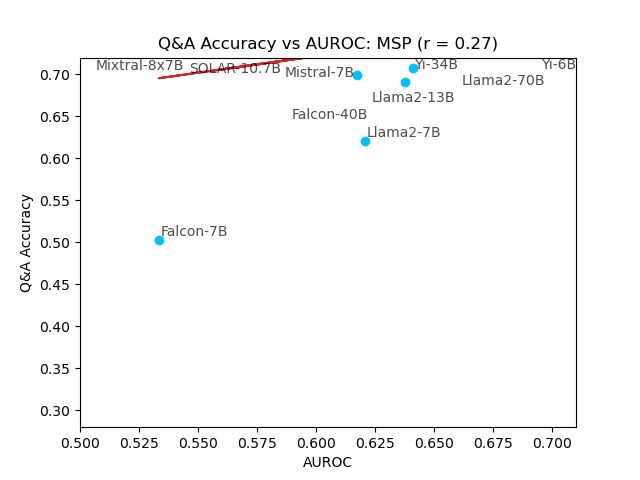 Q&A Accuracy vs AUROC: MSP (r = 0.27)
Mixtral-8x7B
SOLAR-10.7B
Mistral-7B
Yi-34B
Yi-6B
Llama2-70B
Llama2-13B
Falcon-40B
Llama2-7B
Falcon-7B
Q&A Accuracy
0.70
0.65
0.60
0.55
0.50
0.45
0.40
0.35
0.30
0.500 0.525 0.550 0.575 0.600 0.625 0.650 0.675 0.700
AUROC